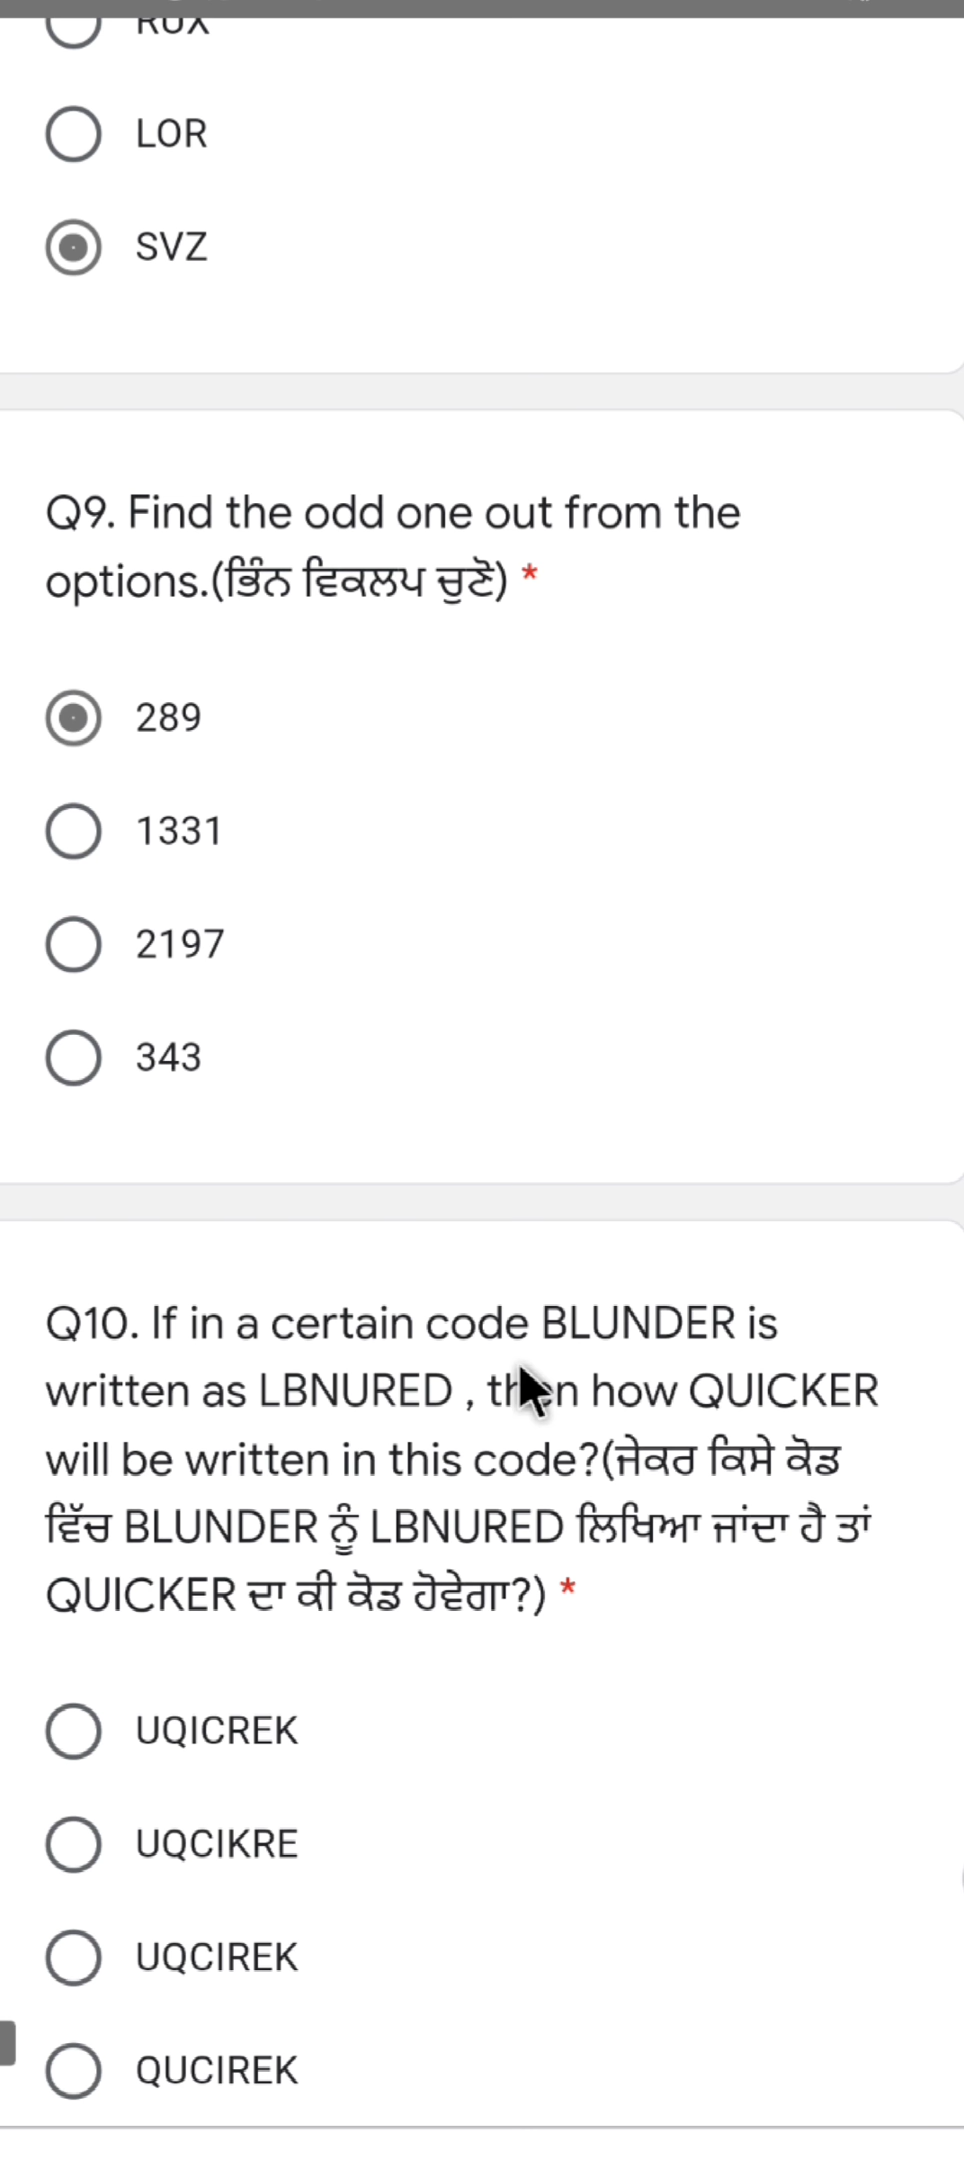 RUX
LOR
SVZ
Q9. Find the odd one out from the
options.(ਭਿੰਨ ਵਿਕਲਪ ਚੁਣੋ) *
289
1331
2197
343
Q10. If in a certain code BLUNDER is
written as LBNURED , then how QUICKER
will be written in this code?(ਜੇਕਰ ਕਿਸੇ ਕੋਡ
ਵਿੱਚ BLUNDER ਨੂੰ LBNURED ਲਿਖਿਆ ਜਾਂਦਾ ਹੈ ਤਾਂ
QUICKER ਦਾ ਕੀ ਕੋਡ ਹੋਵੇਗਾ?) *
UQICREK
UQCIKRE
UQCIREK
QUCIREK